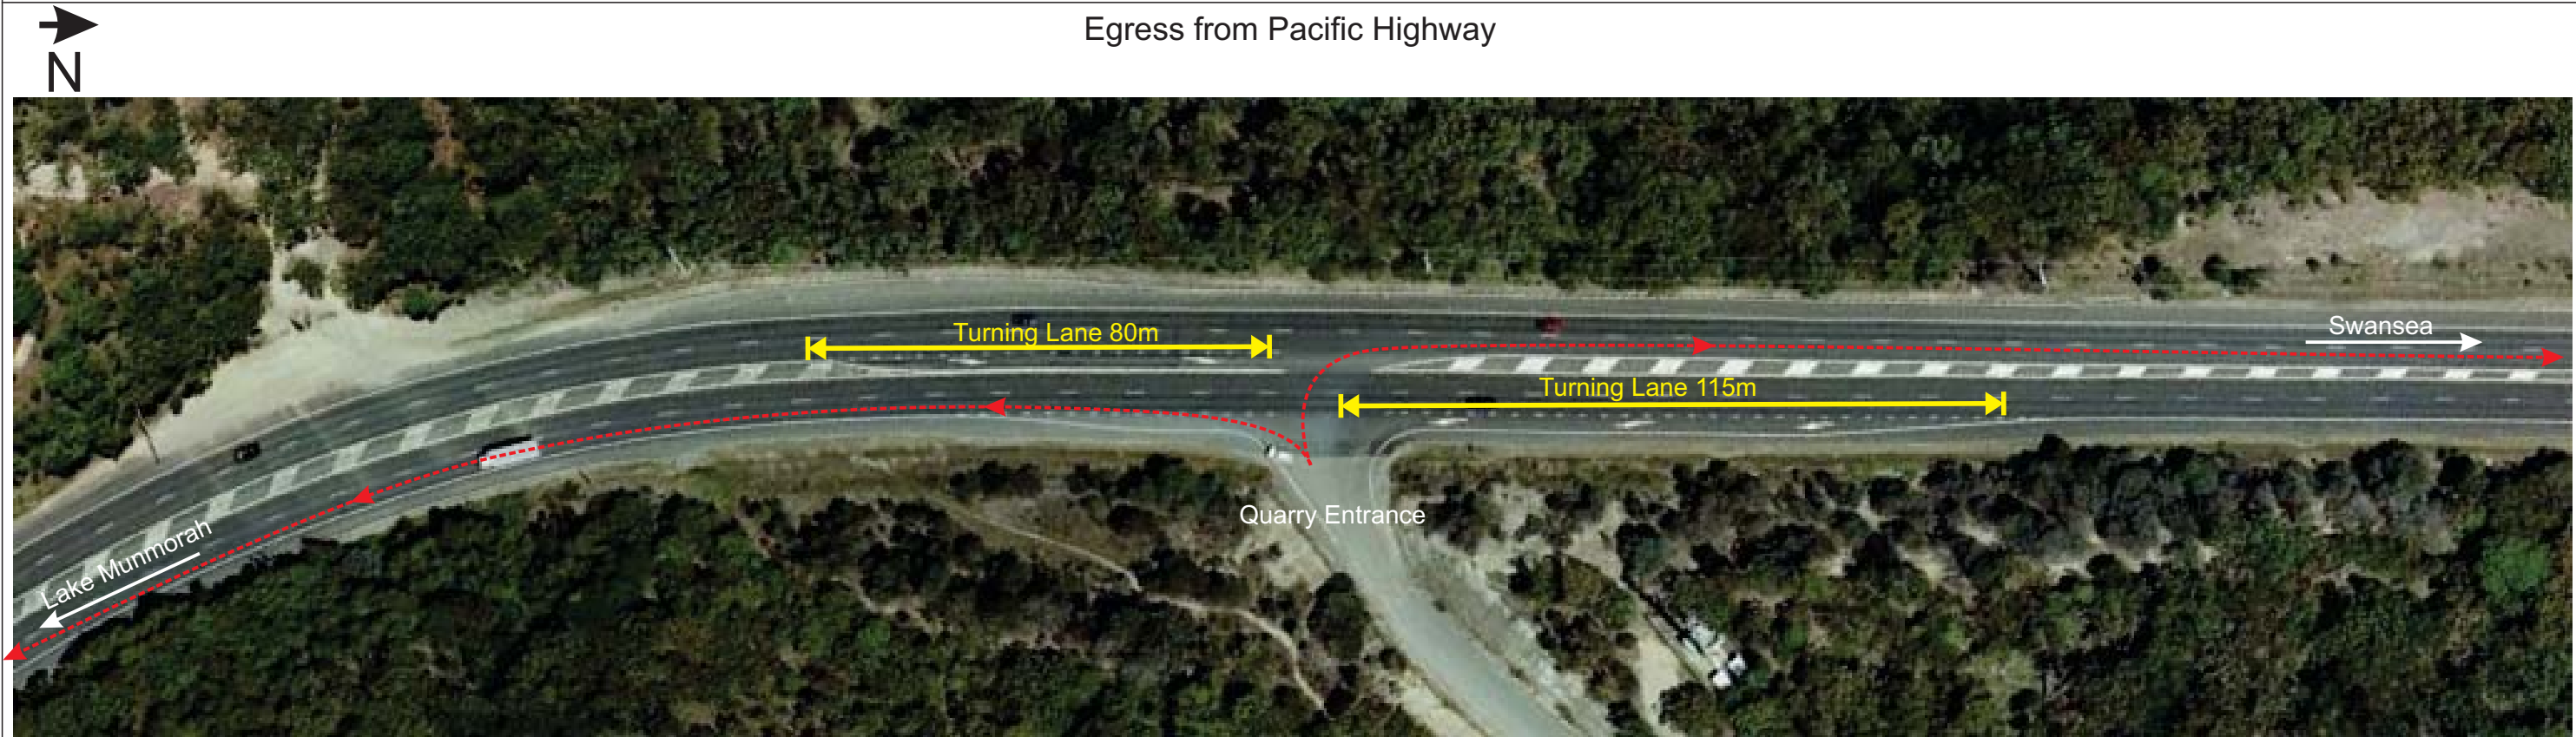 Egress from Pacific Highway
N
Swansea
Turning Lane 80m
Turning Lane 115m
Quarry Entrance
Lake Munmorah